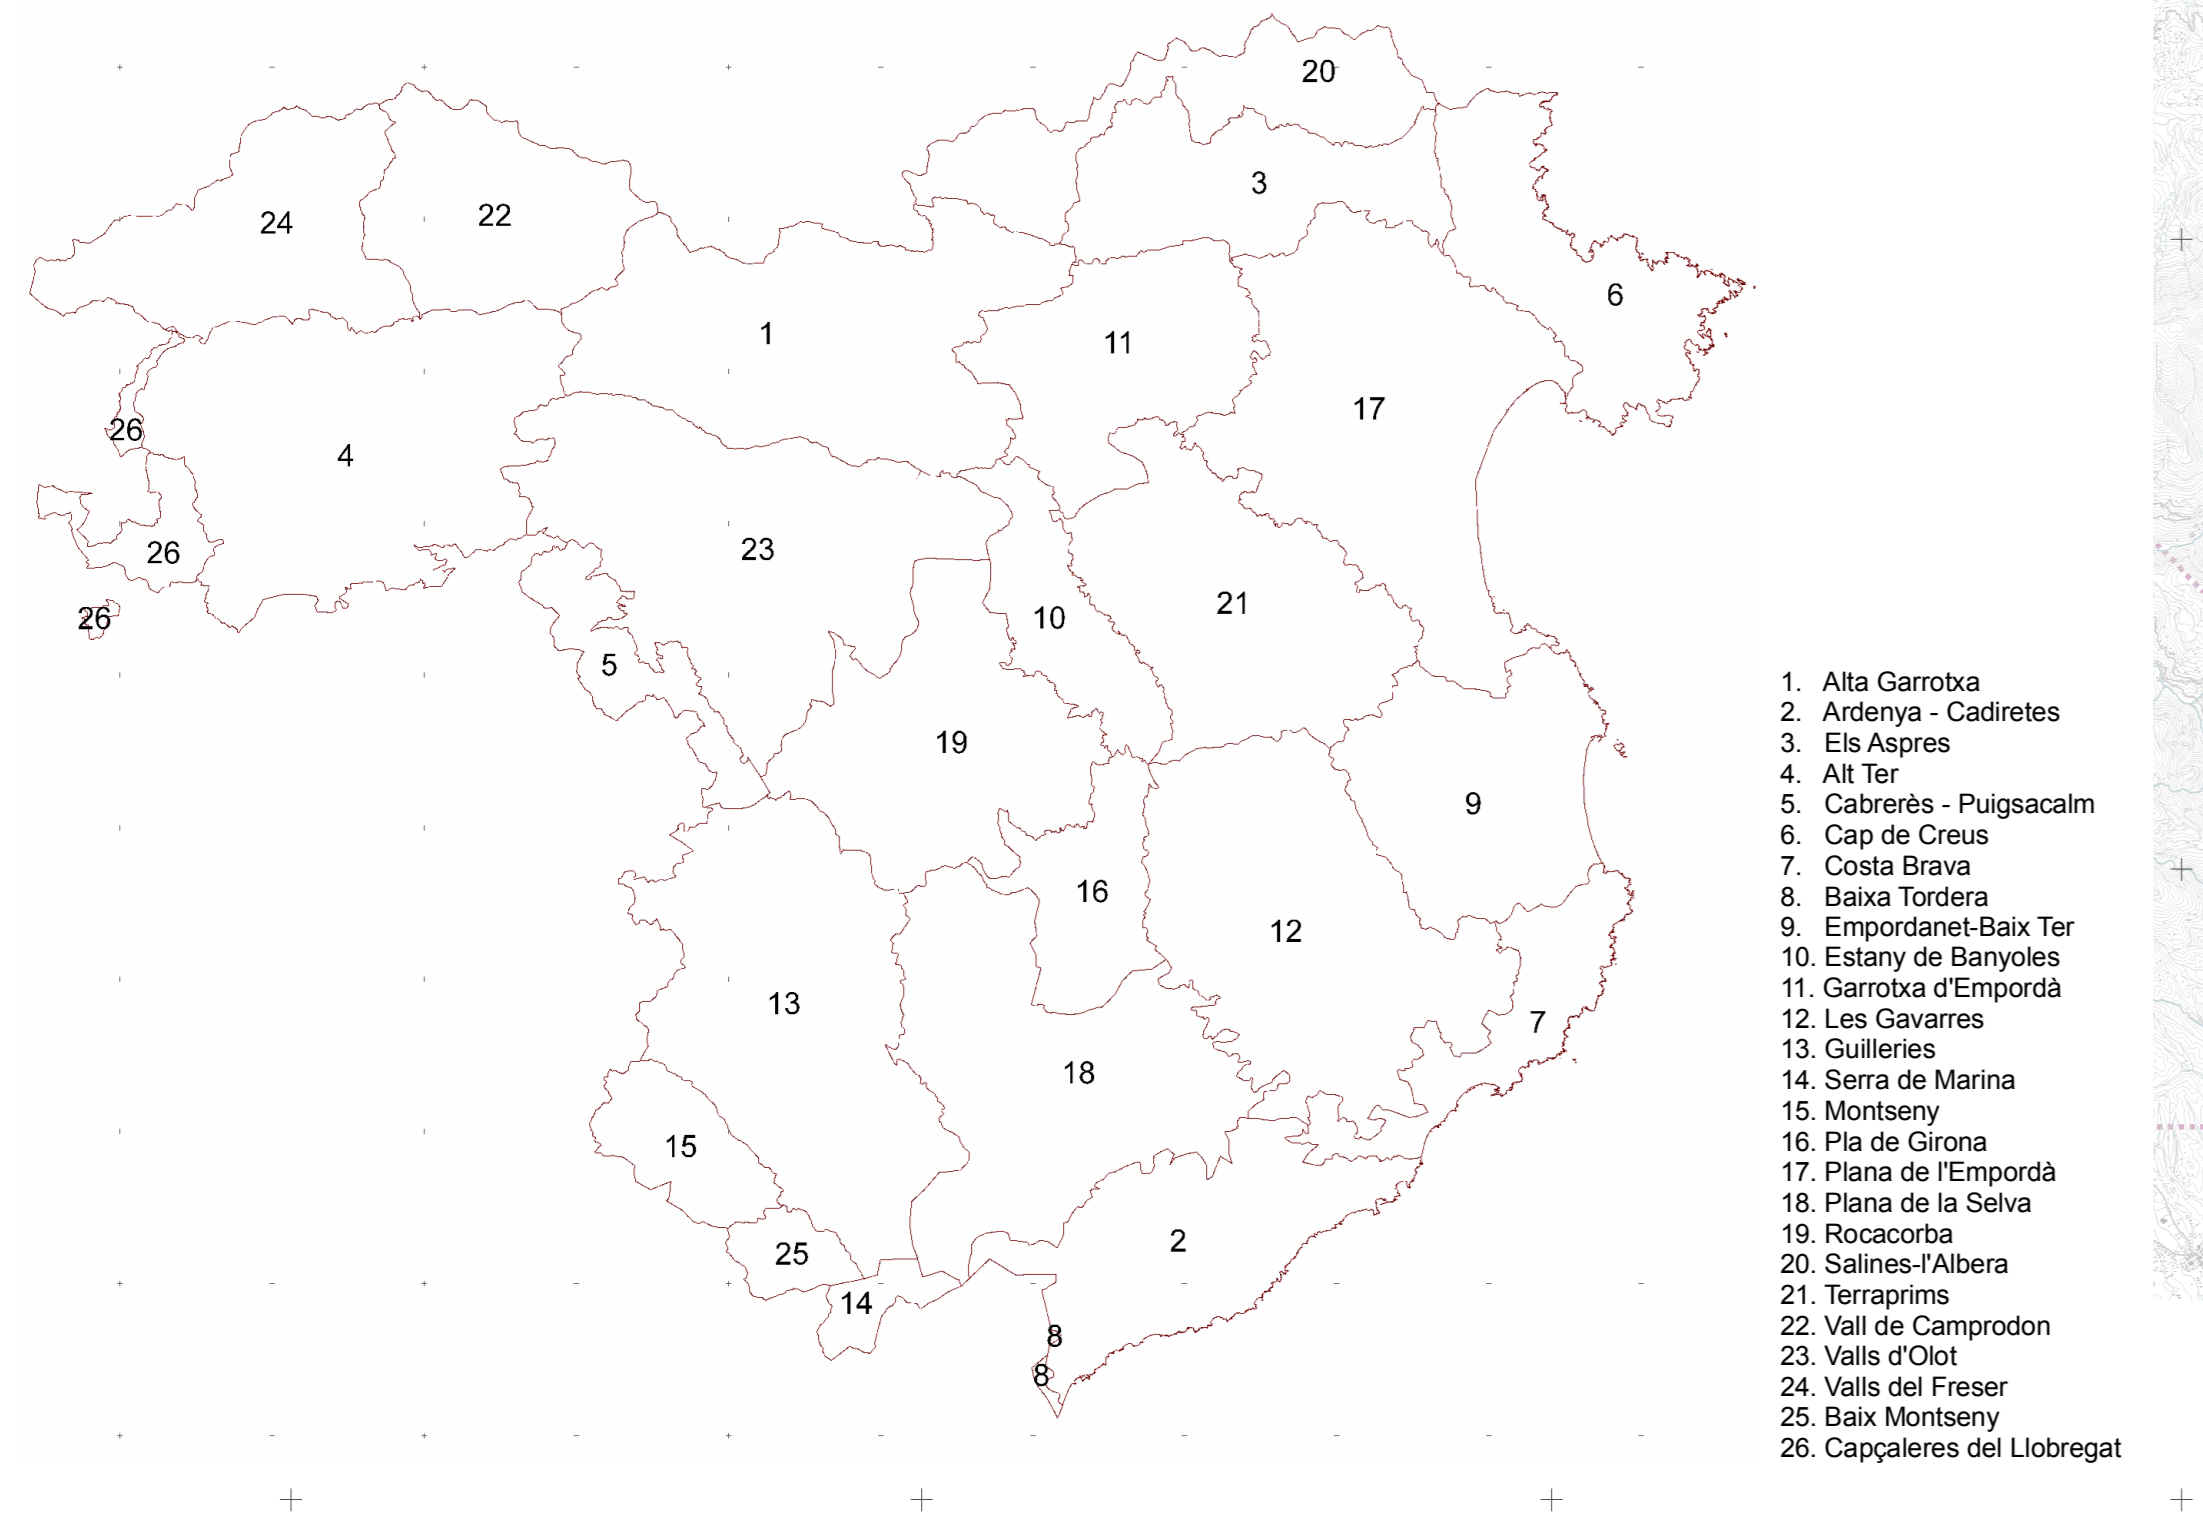 20
3
24
22
6
1
11
17
26
4
23
26
21
10
26
5
19
9
16
12
13
7
18
15
2
25
14
8
8
1. Alta Garrotxa
2. Ardenya - Cadiretes
3. Els Aspres
4. Alt Ter
5. Cabrerès - Puigsacalm
6. Cap de Creus
7. Costa Brava
8. Baixa Tordera
9. Empordanet-Baix Ter
10. Estany de Banyoles
11. Garrotxa d'Empordà
12. Les Gavarres
13. Guilleries
14. Serra de Marina
15. Montseny
16. Pla de Girona
17. Plana de l'Empordà
18. Plana de la Selva
19. Rocacorba
20. Salines-l'Albera
21. Terraprims
22. Vall de Camprodon
23. Valls d'Olot
24. Valls del Freser
25. Baix Montseny
26. Capçaleres del Llobregat